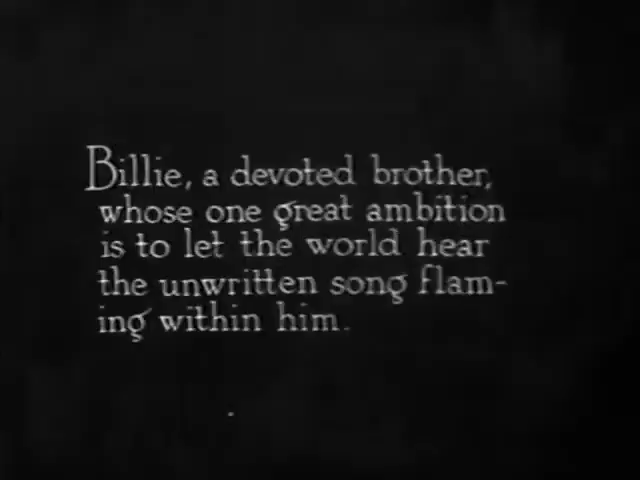 Billie, a devoted brother,
whose one great ambition
is to let the world hear
the unwritten song flam-
ing within him.